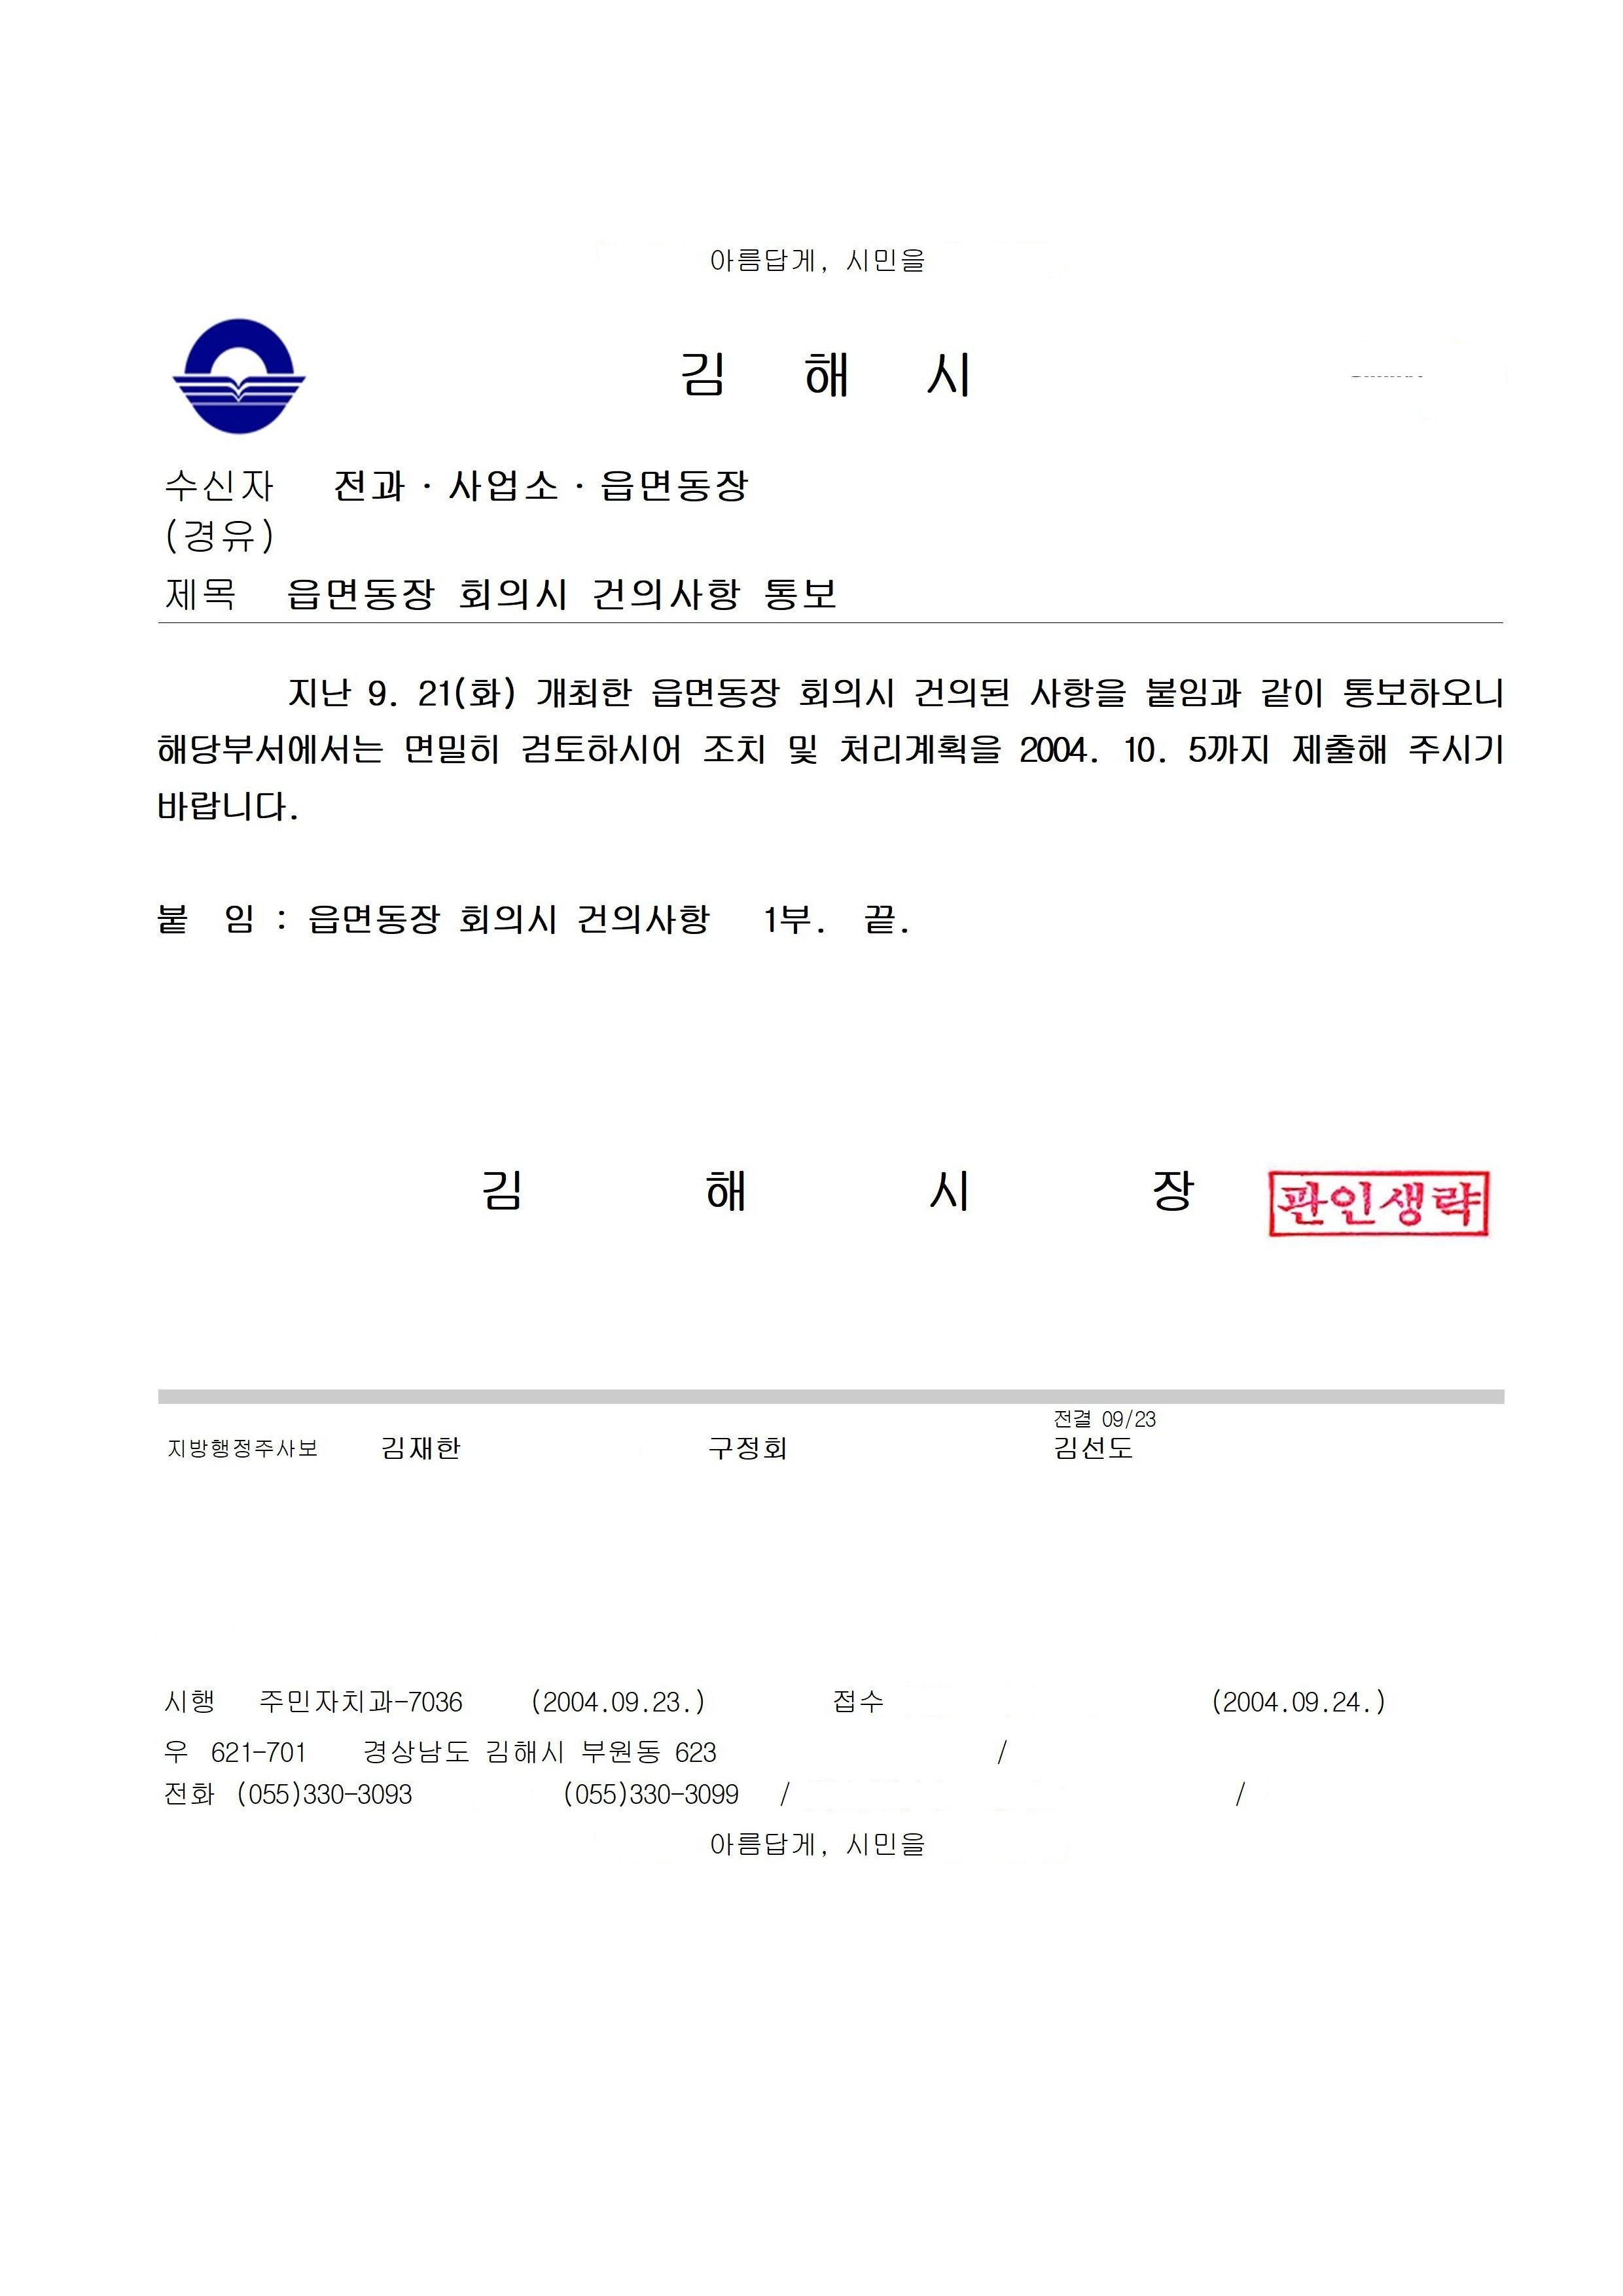 아름답게, 시민을
김 해 시
수신자 전과·사업소·읍면동장
(경유)
제목 읍면동장 회의시 건의사항 통보
지난 9. 21(화) 개최한 읍면동장 회의시 건의된 사항을 붙임과 같이 통보하오니
해당부서에서는 면밀히 검토하시어 조치 및 처리계획을 2004. 10. 5까지 제출해 주시기
바랍니다.
붙 임 : 읍면동장 회의시 건의사항 1부. 끝.
김 해 시 장 관인생략
전결 09/23
지방행정주사보 김재한 구정회 김선도
시행 주민자치과-7036 (2004.09.23.) 접수 (2004.09.24.)
우 621-701 경상남도 김해시 부원동 623 /
전화 (055)330-3093 (055)330-3099 / /
아름답게, 시민을